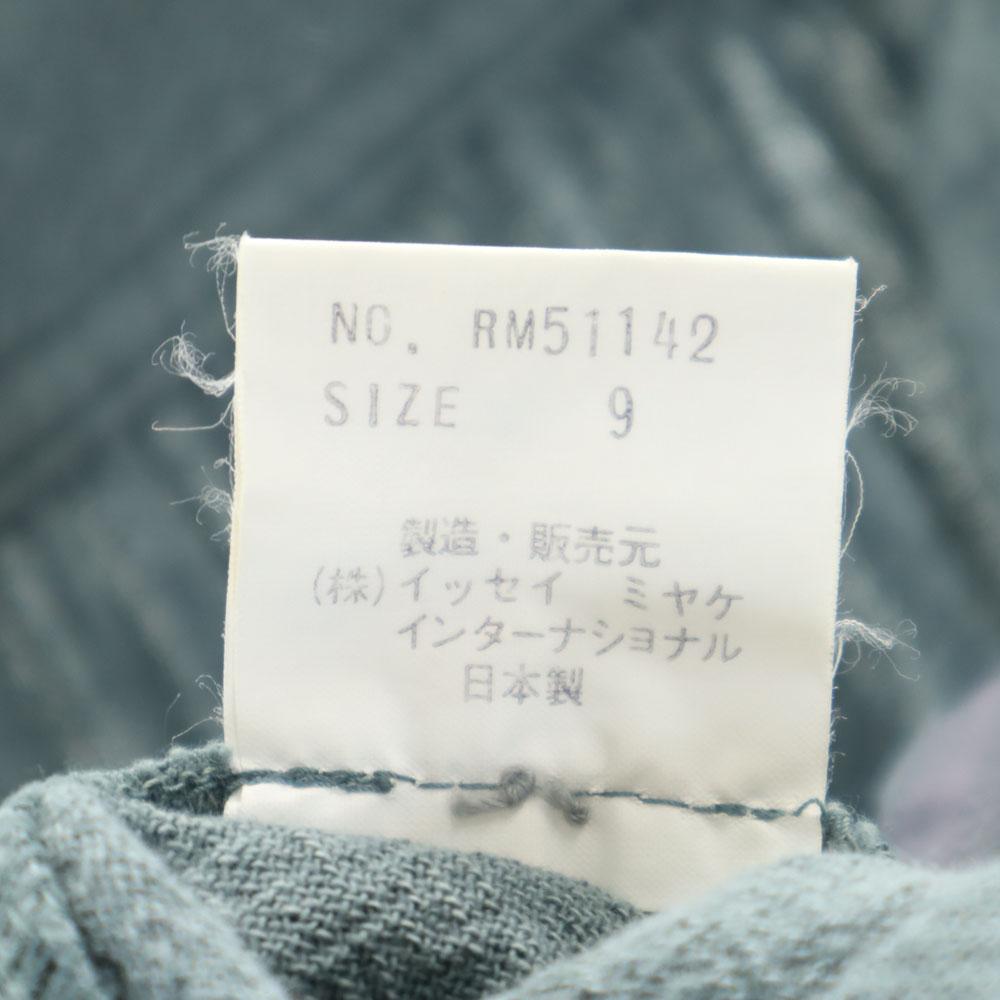 NO. RM51142
SIZE 9
製造・販売元
(株)イッセイ ミヤケ
インターナショナル
日本製